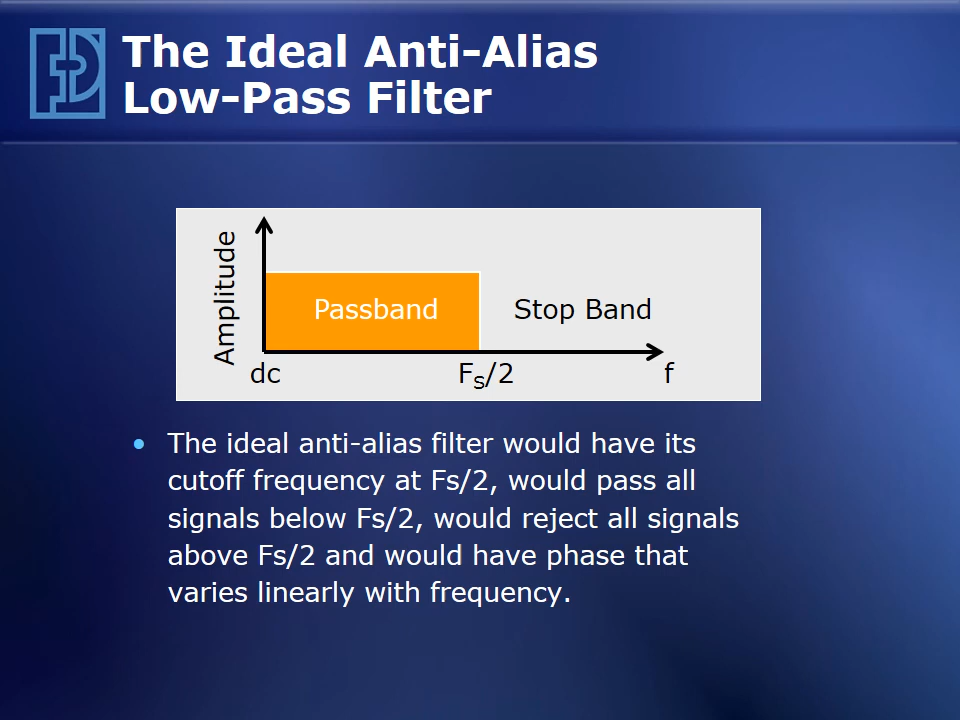 The Ideal Anti-Alias
Low-Pass Filter
Amplitude
Passband
Stop Band
dc
Fs/2
f
• The ideal anti-alias filter would have its
cutoff frequency at Fs/2, would pass all
signals below Fs/2, would reject all signals
above Fs/2 and would have phase that
varies linearly with frequency.